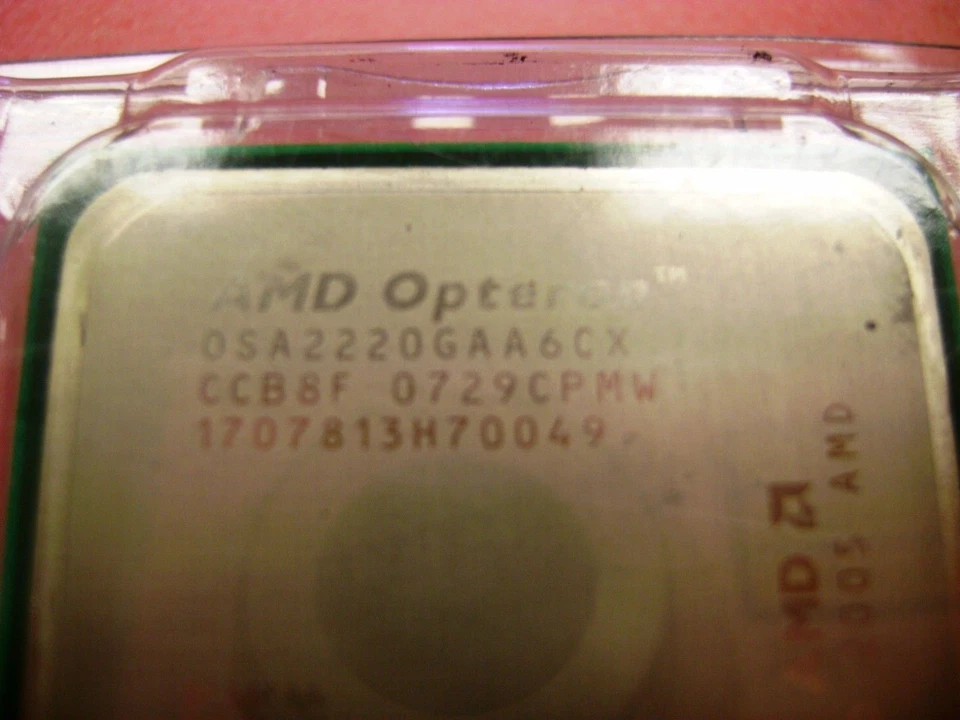 AMD Opteron™
OSA2220GAA6CX
CCB8F 0729CPMW
1707813H70049
AMD
2005 AMD